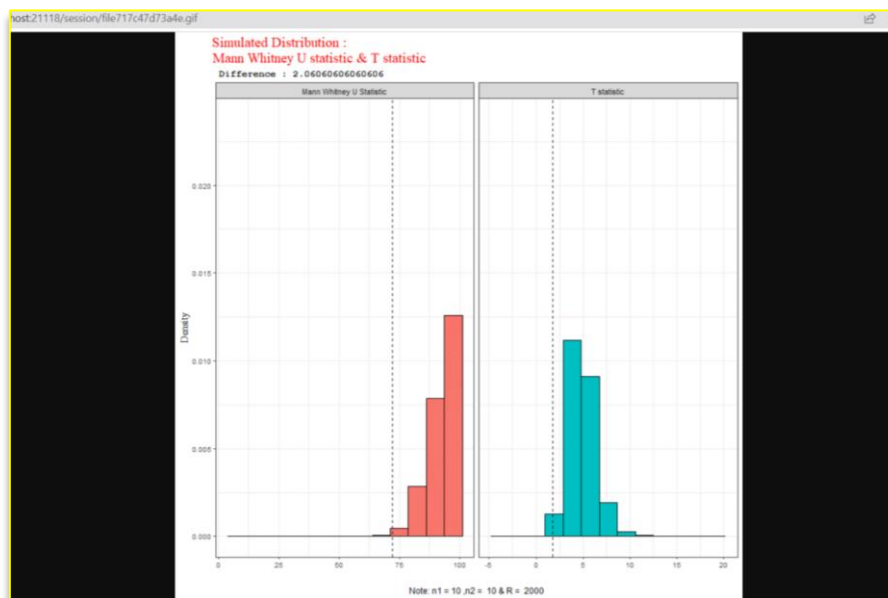 host:21118/session/file717c47d73a4e.gif
Simulated Distribution :
Mann Whitney U statistic & T statistic
Difference : 2.06060606060606
Mann Whitney U Statistic
T statistic
0.020
0.015
0.010
0.005
0.000
Density
0 25 50 75 100
-5 0 5 10 15 20
Note: n1 = 10 ,n2 = 10 & R = 2000